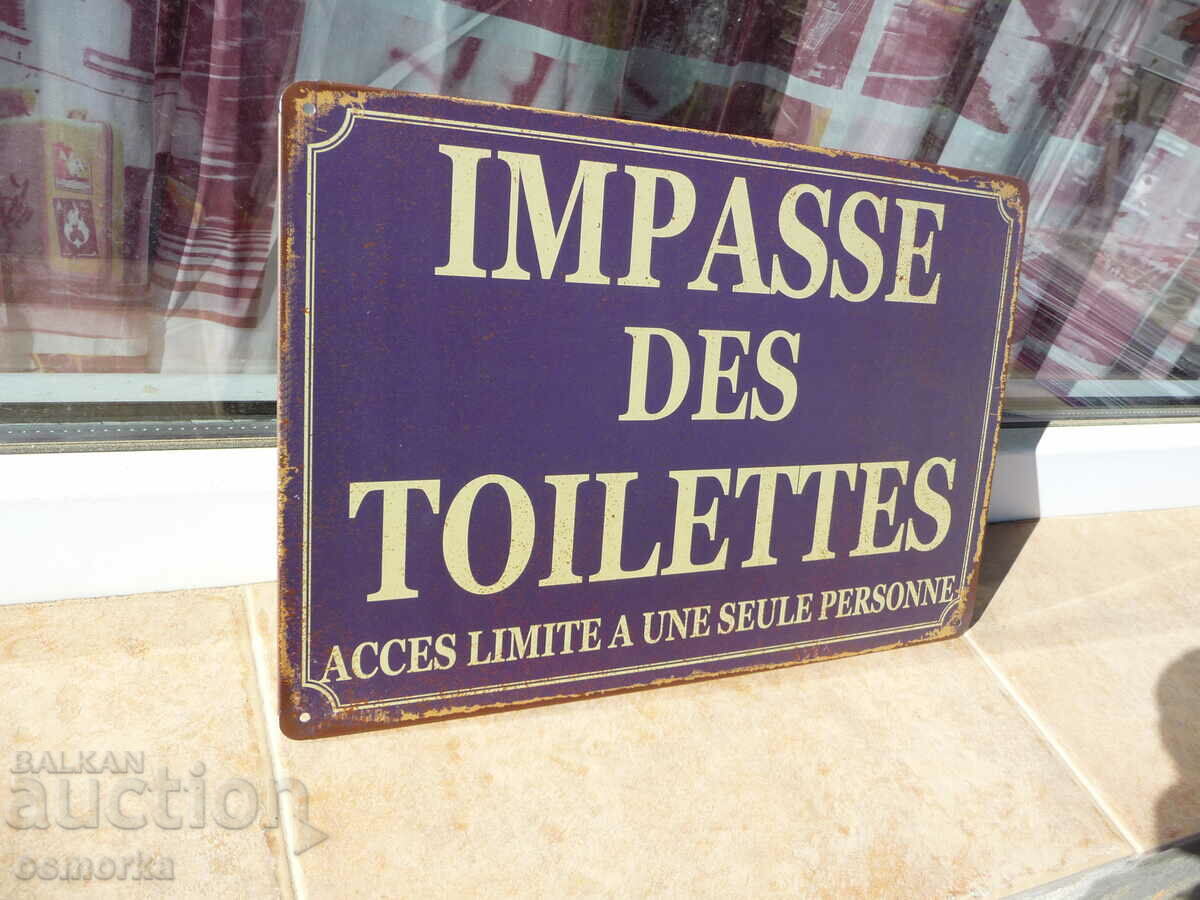 IMPASSE
DES
TOILETTES
ACCES LIMITE A UNE SEULE PERSONNE
BALKAN
auction
osmorka